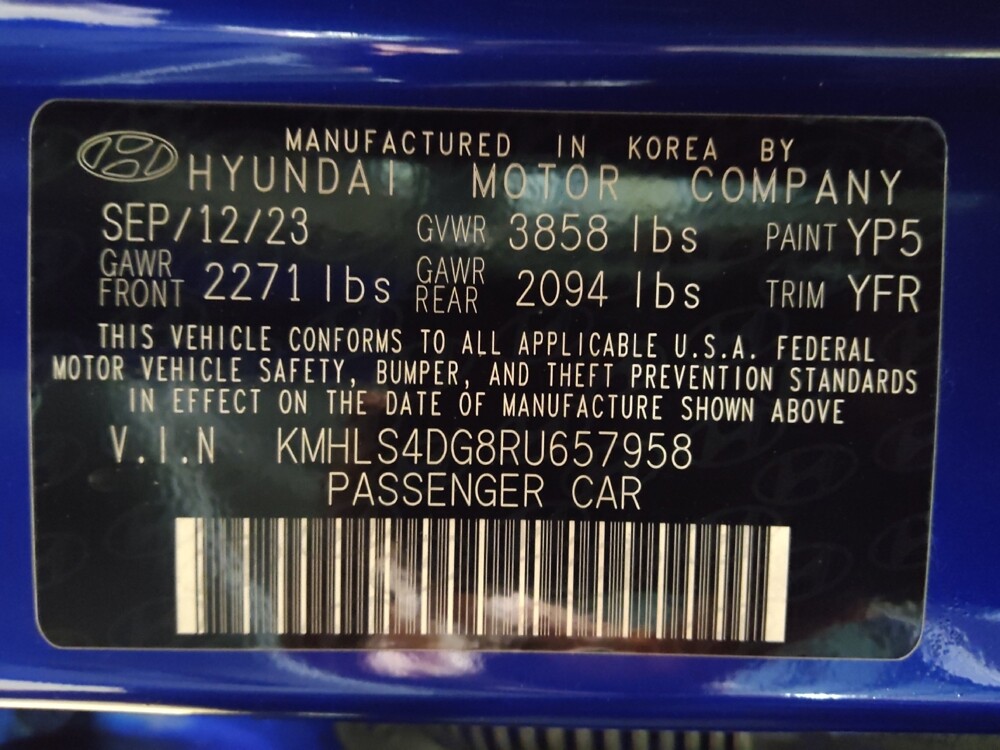 MANUFACTURED IN KOREA BY
HYUNDAI MOTOR COMPANY
SEP/12/23 GVWR 3858 lbs PAINT YP5
GAWR FRONT 2271 lbs GAWR REAR 2094 lbs TRIM YFR
THIS VEHICLE CONFORMS TO ALL APPLICABLE U.S.A. FEDERAL
MOTOR VEHICLE SAFETY, BUMPER, AND THEFT PREVENTION STANDARDS
IN EFFECT ON THE DATE OF MANUFACTURE SHOWN ABOVE
V.I.N KMHLS4DG8RU657958
PASSENGER CAR